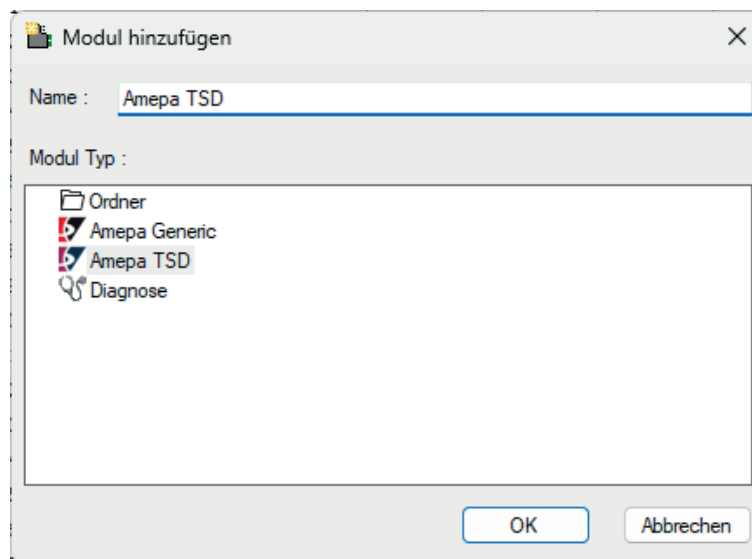 Modul hinzufügen
Name : Amepa TSD
Modul Typ :
Ordner
Amepa Generic
Amepa TSD
Diagnose
OK Abbrechen